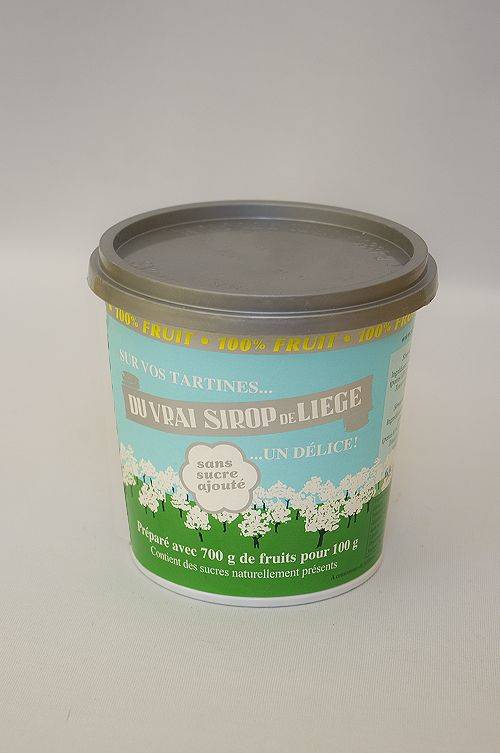 • 100% FRUIT • 100% FRUIT • 100% FR
SUR VOS TARTINES...
DU VRAI SIROP DE LIEGE
...UN DÉLICE!
sans
sucre
ajouté
Préparé avec 700 g de fruits pour 100 g
Contient des sucres naturellement présents